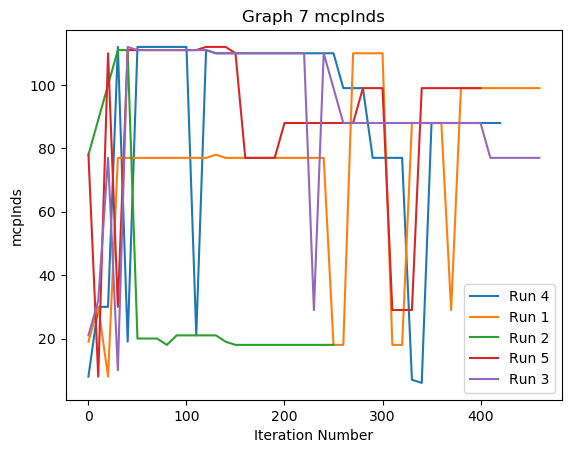 Graph 7 mcpInds
mcpInds
100
80
60
40
20
0
100
200
300
400
Iteration Number
Run 4
Run 1
Run 2
Run 5
Run 3